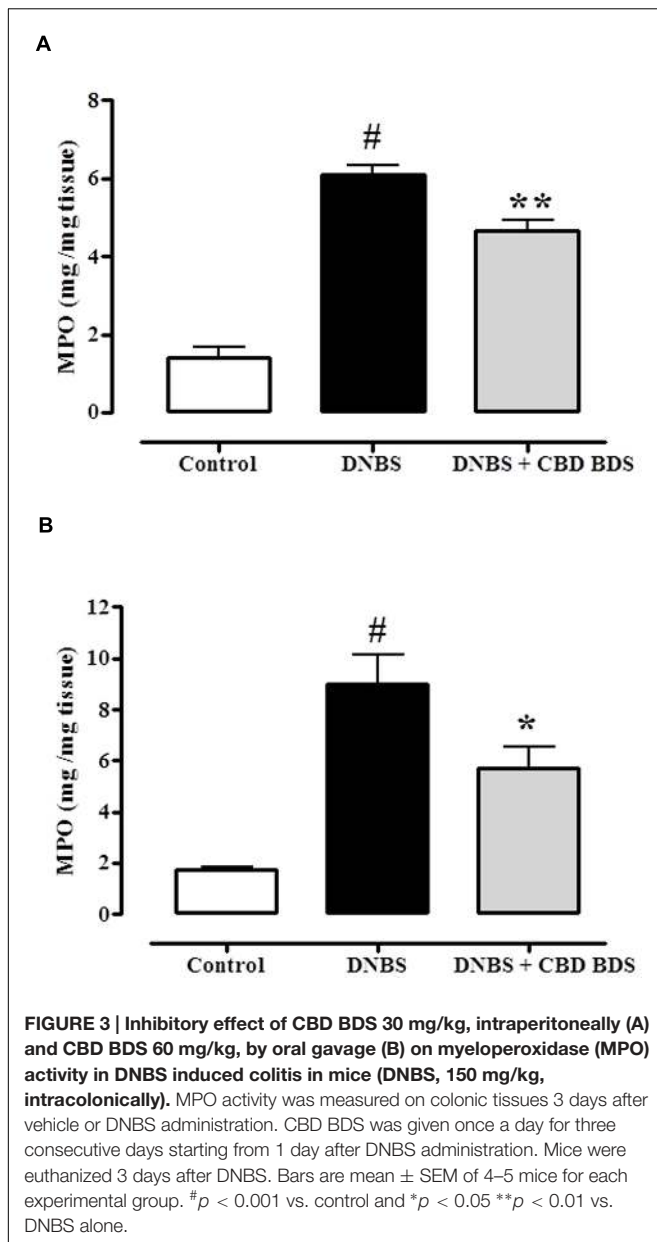 A
MPO (mg /mg tissue)
8
6
4
2
0
#
**
Control DNBS DNBS + CBD BDS
B
MPO (mg /mg tissue)
12
10
8
6
4
2
0
#
*
Control DNBS DNBS + CBD BDS
FIGURE 3 | Inhibitory effect of CBD BDS 30 mg/kg, intraperitoneally (A)
and CBD BDS 60 mg/kg, by oral gavage (B) on myeloperoxidase (MPO)
activity in DNBS induced colitis in mice (DNBS, 150 mg/kg,
intracolonically). MPO activity was measured on colonic tissues 3 days after
vehicle or DNBS administration. CBD BDS was given once a day for three
consecutive days starting from 1 day after DNBS administration. Mice were
euthanized 3 days after DNBS. Bars are mean ± SEM of 4–5 mice for each
experimental group. #p < 0.001 vs. control and *p < 0.05 **p < 0.01 vs.
DNBS alone.